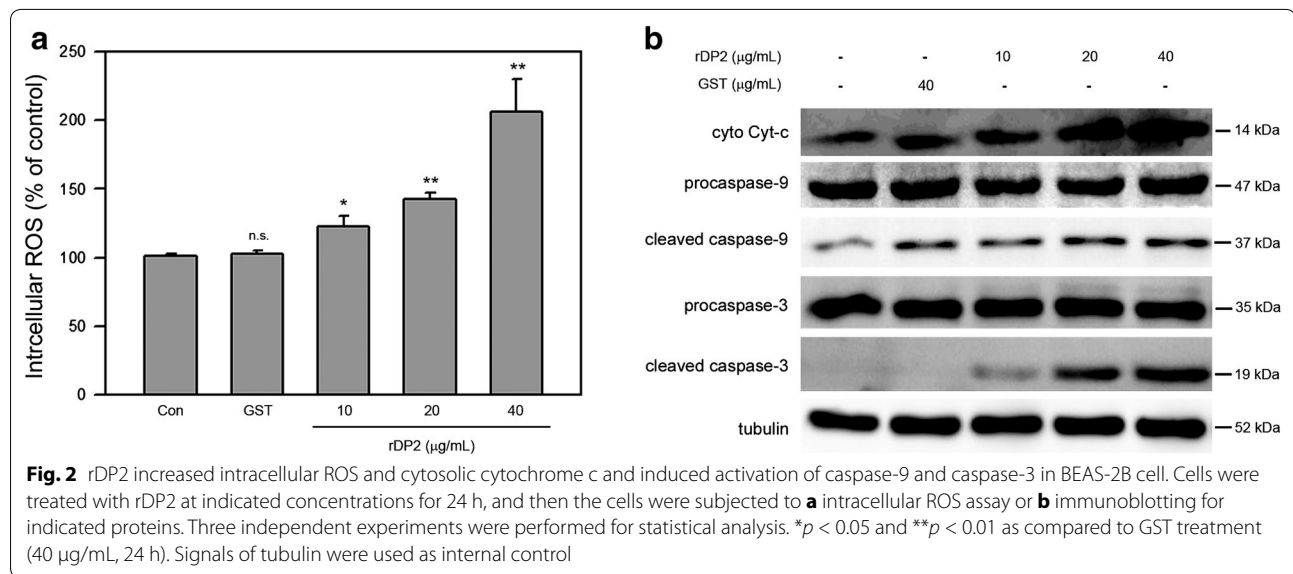 a
250
200
150
100
50
0
Intrcellular ROS (% of control)
n.s.
*
**
**
Con GST 10 20 40
rDP2 (µg/mL)
b
rDP2 (µg/mL) - - 10 20 40
GST (µg/mL) - 40 - - -
cyto Cyt-c 14 kDa
procaspase-9 47 kDa
cleaved caspase-9 37 kDa
procaspase-3 35 kDa
cleaved caspase-3 19 kDa
tubulin 52 kDa
Fig. 2 rDP2 increased intracellular ROS and cytosolic cytochrome c and induced activation of caspase-9 and caspase-3 in BEAS-2B cell. Cells were
treated with rDP2 at indicated concentrations for 24 h, and then the cells were subjected to a intracellular ROS assay or b immunoblotting for
indicated proteins. Three independent experiments were performed for statistical analysis. *p < 0.05 and **p < 0.01 as compared to GST treatment
(40 µg/mL, 24 h). Signals of tubulin were used as internal control